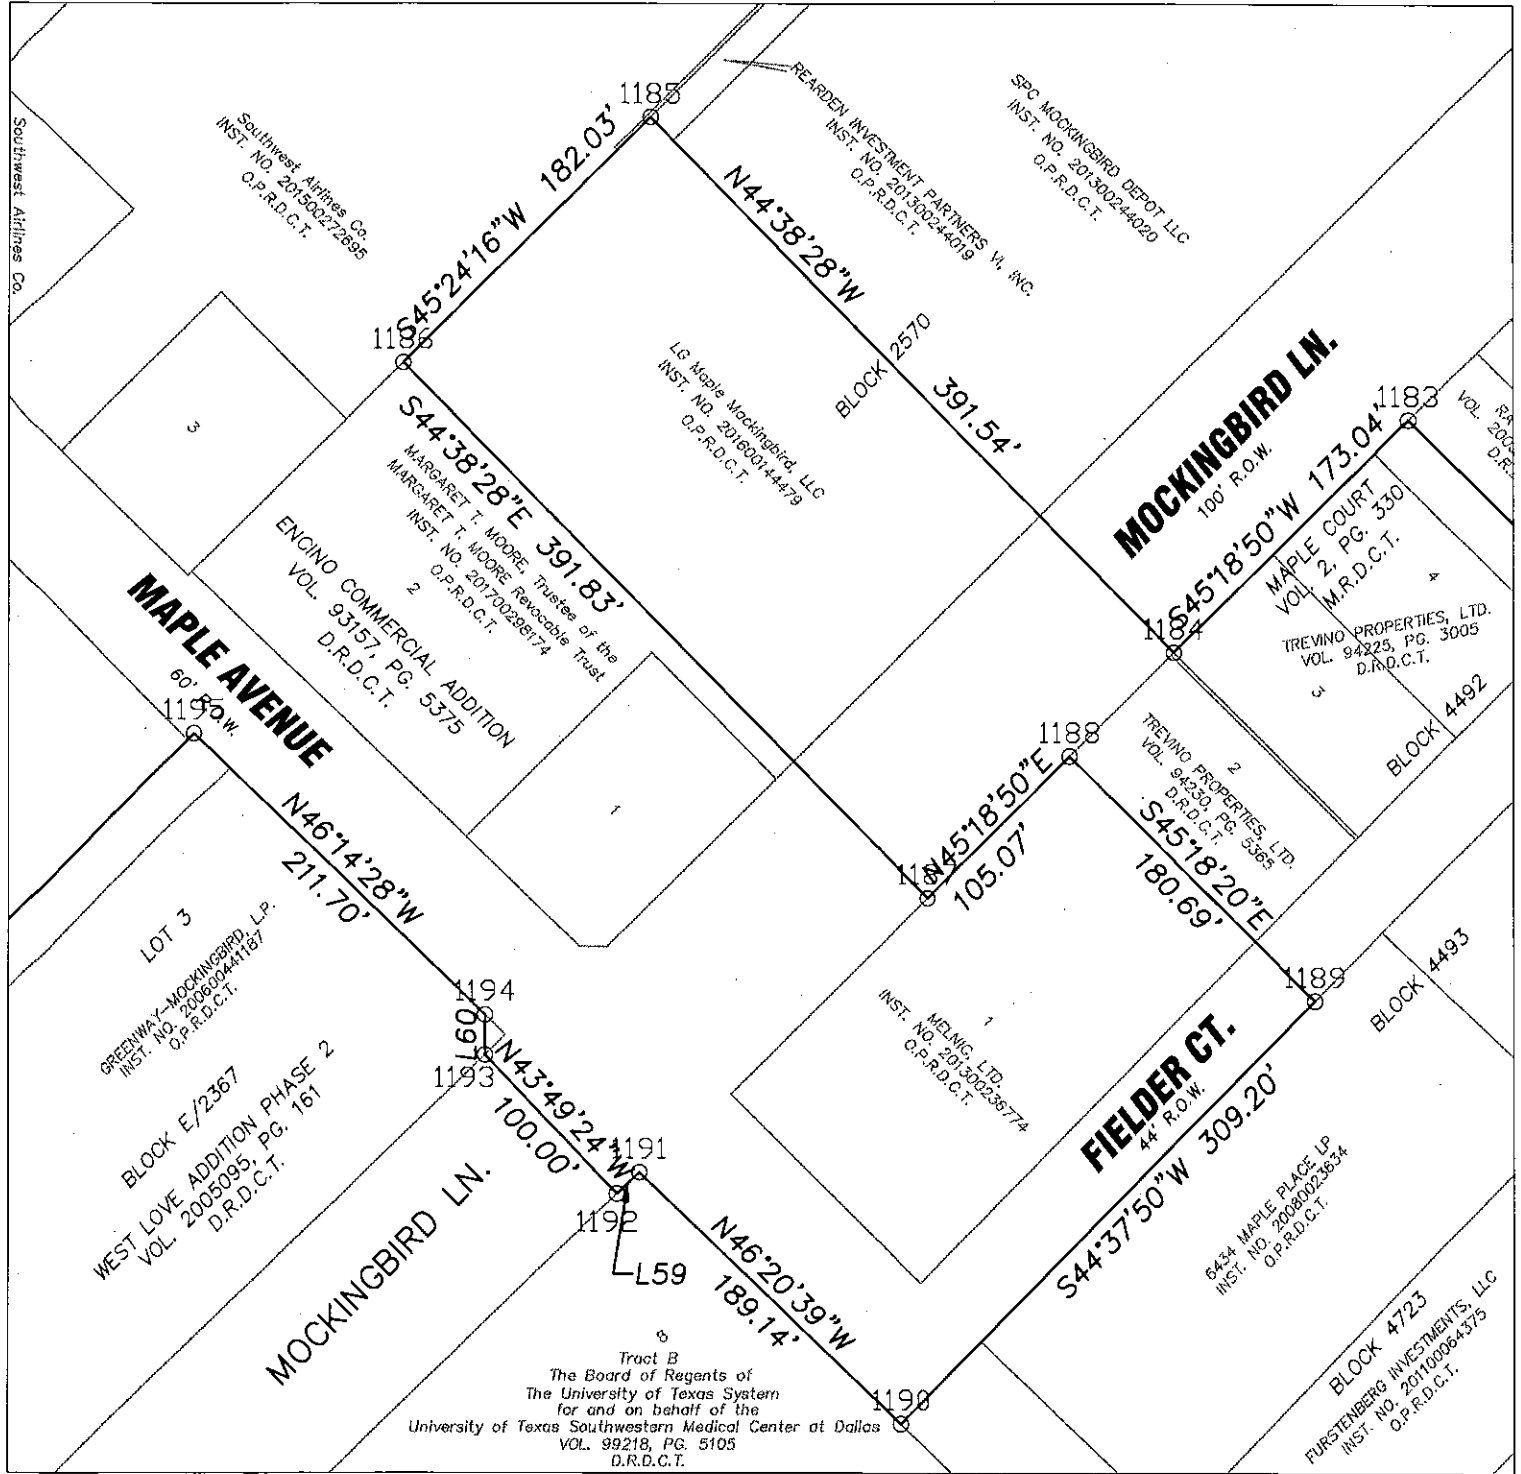 1185
182.03'
S45°24'16"W
1186
Southwest Airlines Co.
INST. NO. 201500272695
O.P.R.D.C.T.
Southwest Airlines Co.
REARDEN INVESTMENT PARTNERS VI, INC.
INST. NO. 201300244019
O.P.R.D.C.T.
SPC MOCKINGBIRD DEPOT LLC
INST. NO. 201300244020
O.P.R.D.C.T.
N44°38'28"W
391.54'
BLOCK 2570
LG Maple Mockingbird, LLC
INST. NO. 201600144479
O.P.R.D.C.T.
MOCKINGBIRD LN.
100' R.O.W.
1183
S45°18'50"W 173.04'
1184
VOL. 200
D.R.
MAPLE COURT
VOL. 2, PG. 330
M.R.D.C.T.
4
TREVINO PROPERTIES, LTD.
VOL. 94225, PG. 3005
D.R.D.C.T.
3
BLOCK 4492
3
S44°38'28"E 391.83'
MARGARET T. MOORE, Trustee of the
MARGARET T. MOORE Revocable Trust
INST. NO. 201700298174
O.P.R.D.C.T.
ENCINO COMMERCIAL ADDITION
2
VOL. 93157, PG. 5375
D.R.D.C.T.
1
MAPLE AVENUE
60' R.O.W.
1195
1188
N45°18'50"E
105.07'
TREVINO PROPERTIES, LTD.
2
VOL. 94230, PG. 5365
D.R.D.C.T.
S45°18'20"E
180.69'
1189
N46°14'28"W
211.70'
LOT 3
GREENWAY-MOCKINGBIRD, L.P.
INST. NO. 200600441187
O.P.R.D.C.T.
BLOCK E/2367
WEST LOVE ADDITION PHASE 2
VOL. 2005095, PG. 161
D.R.D.C.T.
1194
L60
1193
N43°49'24"W
100.00'
1191
1192
L59
MOCKINGBIRD LN.
1
MELNIG, LTD.
INST. NO. 201300236774
O.P.R.D.C.T.
FIELDER CT.
44' R.O.W.
BLOCK 4493
S44°37'50"W 309.20'
6434 MAPLE PLACE LP
INST. NO. 20080023634
O.P.R.D.C.T.
N46°20'39"W
189.14'
1190
8
Tract B
The Board of Regents of
The University of Texas System
for and on behalf of the
University of Texas Southwestern Medical Center at Dallas
VOL. 99218, PG. 5105
D.R.D.C.T.
BLOCK 4723
FURSTENBERG INVESTMENTS, LLC
INST. NO. 201100064375
O.P.R.D.C.T.